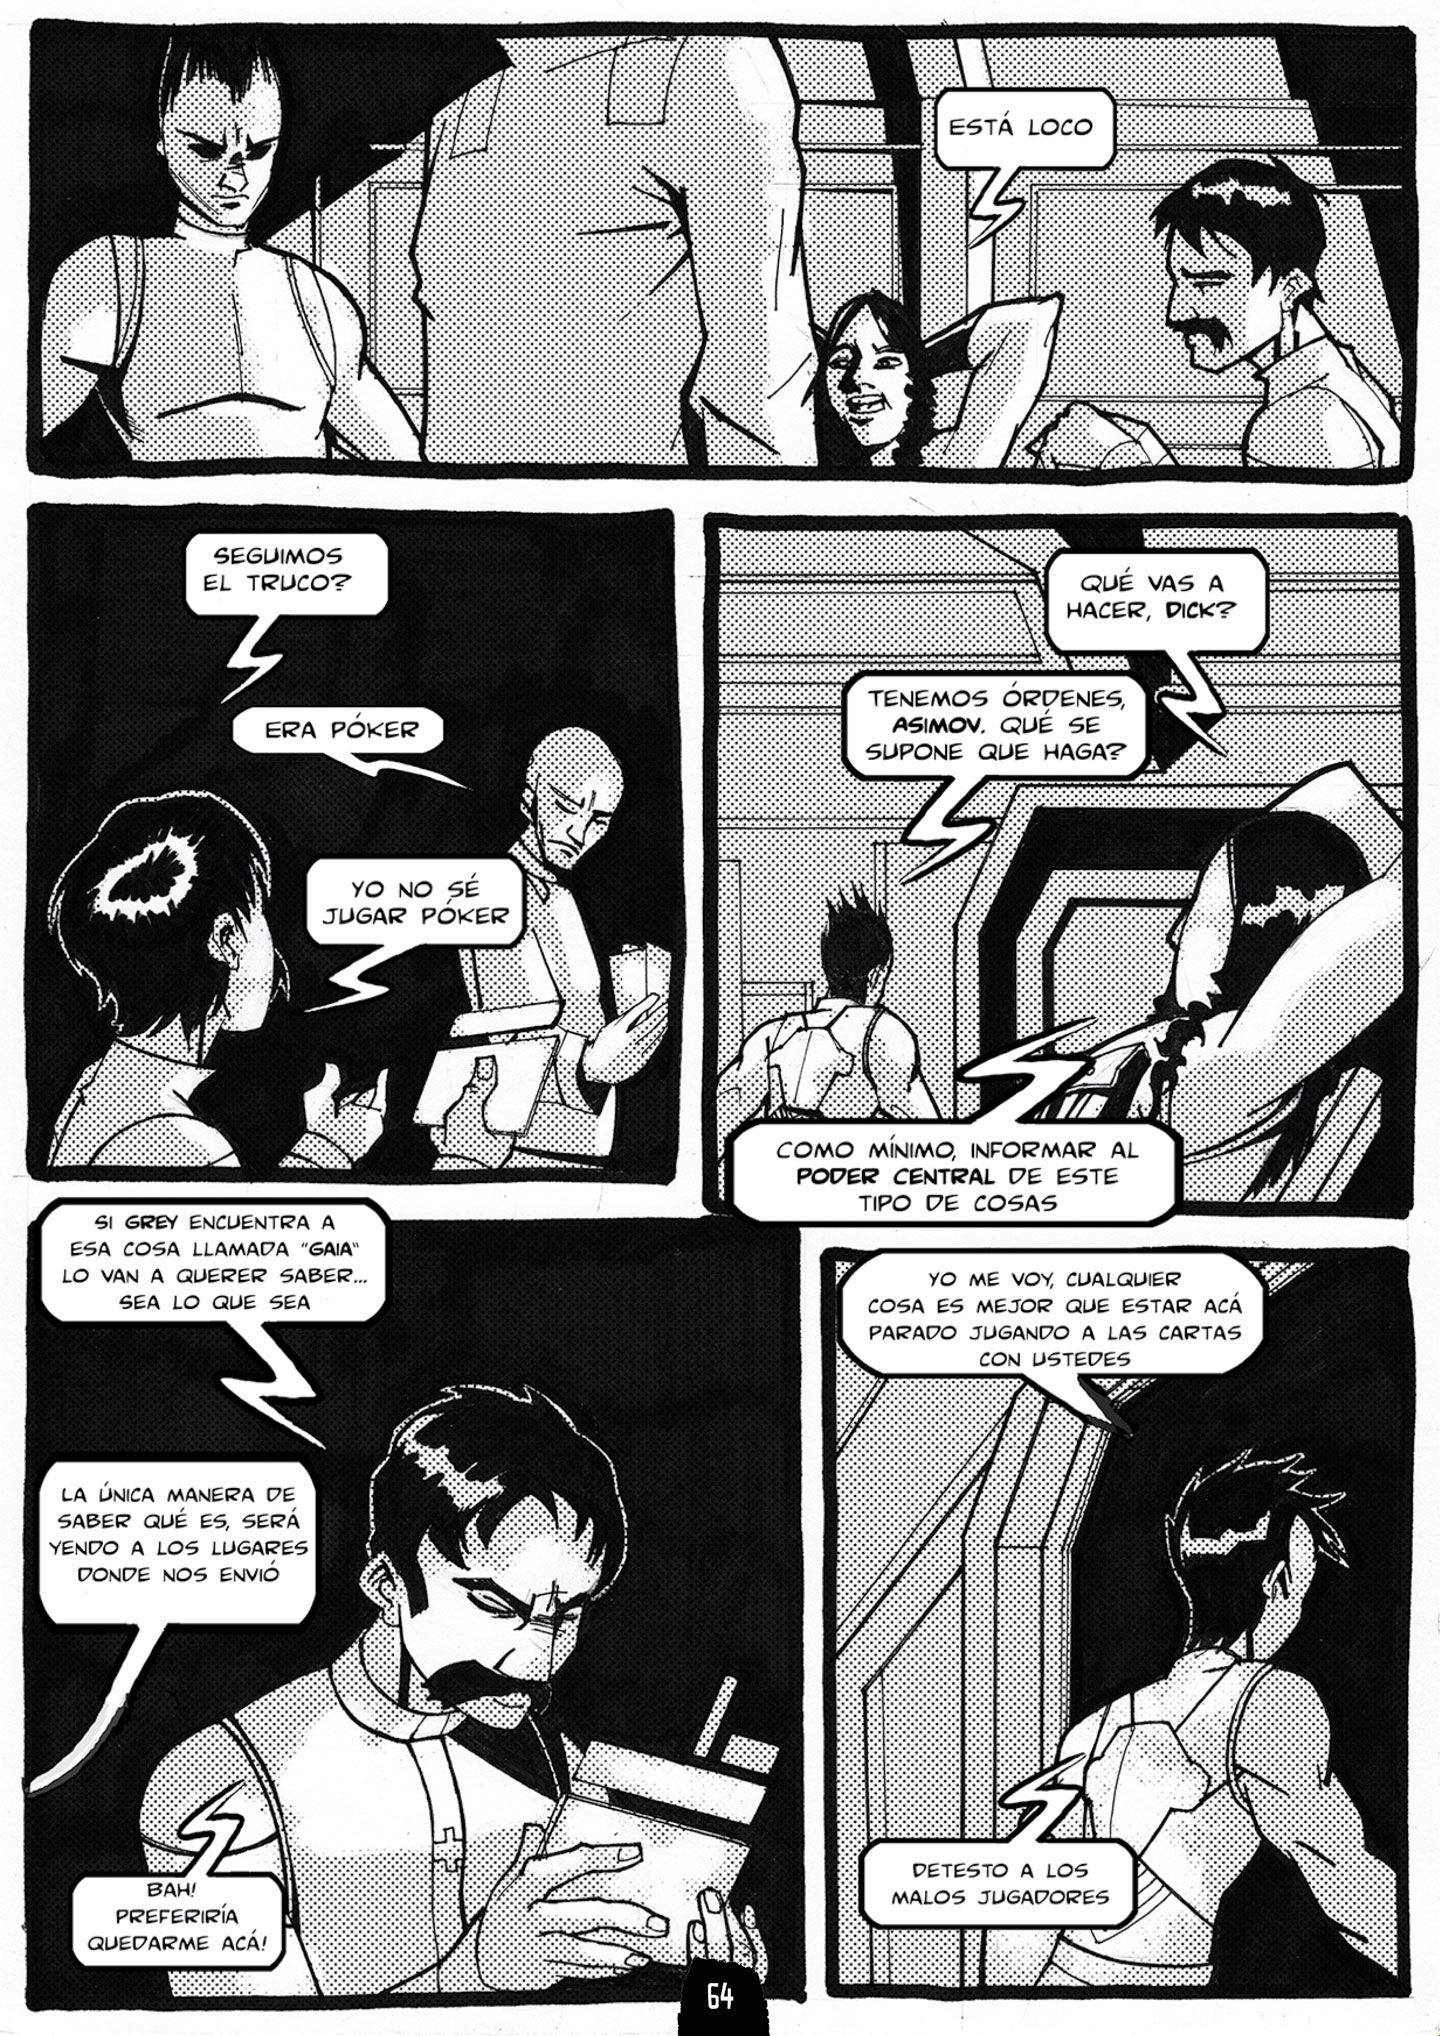 ESTÁ LOCO
SEGUIMOS
EL TRUCO?
ERA PÓKER
YO NO SÉ
JUGAR PÓKER
QUÉ VAS A
HACER, DICK?
TENEMOS ÓRDENES,
ASIMOV. QUÉ SE
SUPONE QUE HAGA?
COMO MÍNIMO, INFORMAR AL
PODER CENTRAL DE ESTE
TIPO DE COSAS
SI GREY ENCUENTRA A
ESA COSA LLAMADA "GAIA"
LO VAN A QUERER SABER...
SEA LO QUE SEA
LA ÚNICA MANERA DE
SABER QUÉ ES, SERÁ
YENDO A LOS LUGARES
DONDE NOS ENVIÓ
BAH!
PREFERIRÍA
QUEDARME ACÁ!
YO ME VOY, CUALQUIER
COSA ES MEJOR QUE ESTAR ACÁ
PARADO JUGANDO A LAS CARTAS
CON USTEDES
DETESTO A LOS
MALOS JUGADORES
64